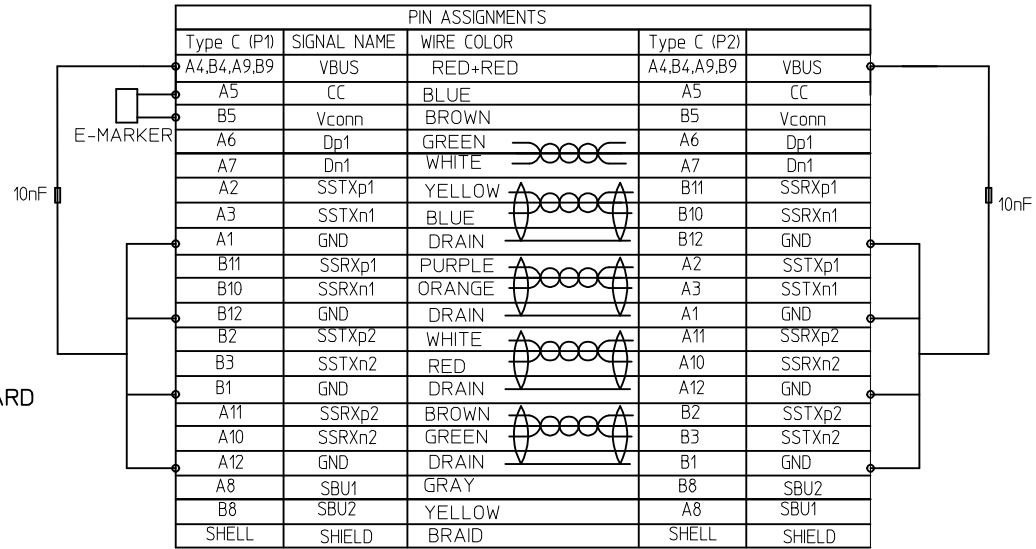 PIN ASSIGNMENTS
Type C (P1) SIGNAL NAME WIRE COLOR Type C (P2)
A4,B4,A9,B9 VBUS RED+RED A4,B4,A9,B9 VBUS
A5 CC BLUE A5 CC
B5 Vconn BROWN B5 Vconn
E-MARKER
A6 Dp1 GREEN A6 Dp1
A7 Dn1 WHITE A7 Dn1
A2 SSTXp1 YELLOW B11 SSRXp1
10nF
10nF
A3 SSTXn1 BLUE B10 SSRXn1
A1 GND DRAIN B12 GND
B11 SSRXp1 PURPLE A2 SSTXp1
B10 SSRXn1 ORANGE A3 SSTXn1
B12 GND DRAIN A1 GND
B2 SSTXp2 WHITE A11 SSRXp2
B3 SSTXn2 RED A10 SSRXn2
B1 GND DRAIN A12 GND
ARD
A11 SSRXp2 BROWN B2 SSTXp2
A10 SSRXn2 GREEN B3 SSTXn2
A12 GND DRAIN B1 GND
A8 SBU1 GRAY B8 SBU2
B8 SBU2 YELLOW A8 SBU1
SHELL SHIELD BRAID SHELL SHIELD